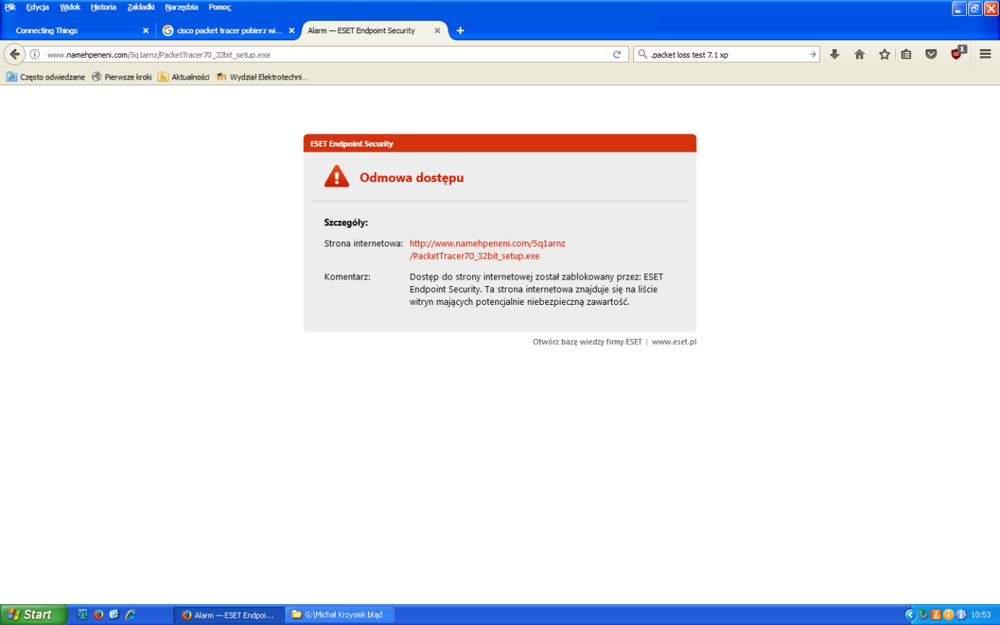 Plik Edycja Widok Historia Zakładki Narzędzia Pomoc
Connecting Things
cisco packet tracer pobierz wi...
Alarm — ESET Endpoint Security
www.namehpeneni.com/5q1arnz/PacketTracer70_32bit_setup.exe
.packet loss test 7.1 xp
1
Często odwiedzane Pierwsze kroki Aktualności Wydział Elektrotechni...
ESET Endpoint Security
Odmowa dostępu
Szczegóły:
Strona internetowa: http://www.namehpeneni.com/5q1arnz
/PacketTracer70_32bit_setup.exe
Komentarz: Dostęp do strony internetowej został zablokowany przez: ESET
Endpoint Security. Ta strona internetowa znajduje się na liście
witryn mających potencjalnie niebezpieczną zawartość.
Otwórz bazę wiedzy firmy ESET | www.eset.pl
Start
Alarm — ESET Endpoi...
G:\Michał Krzysiek błąd
10:53